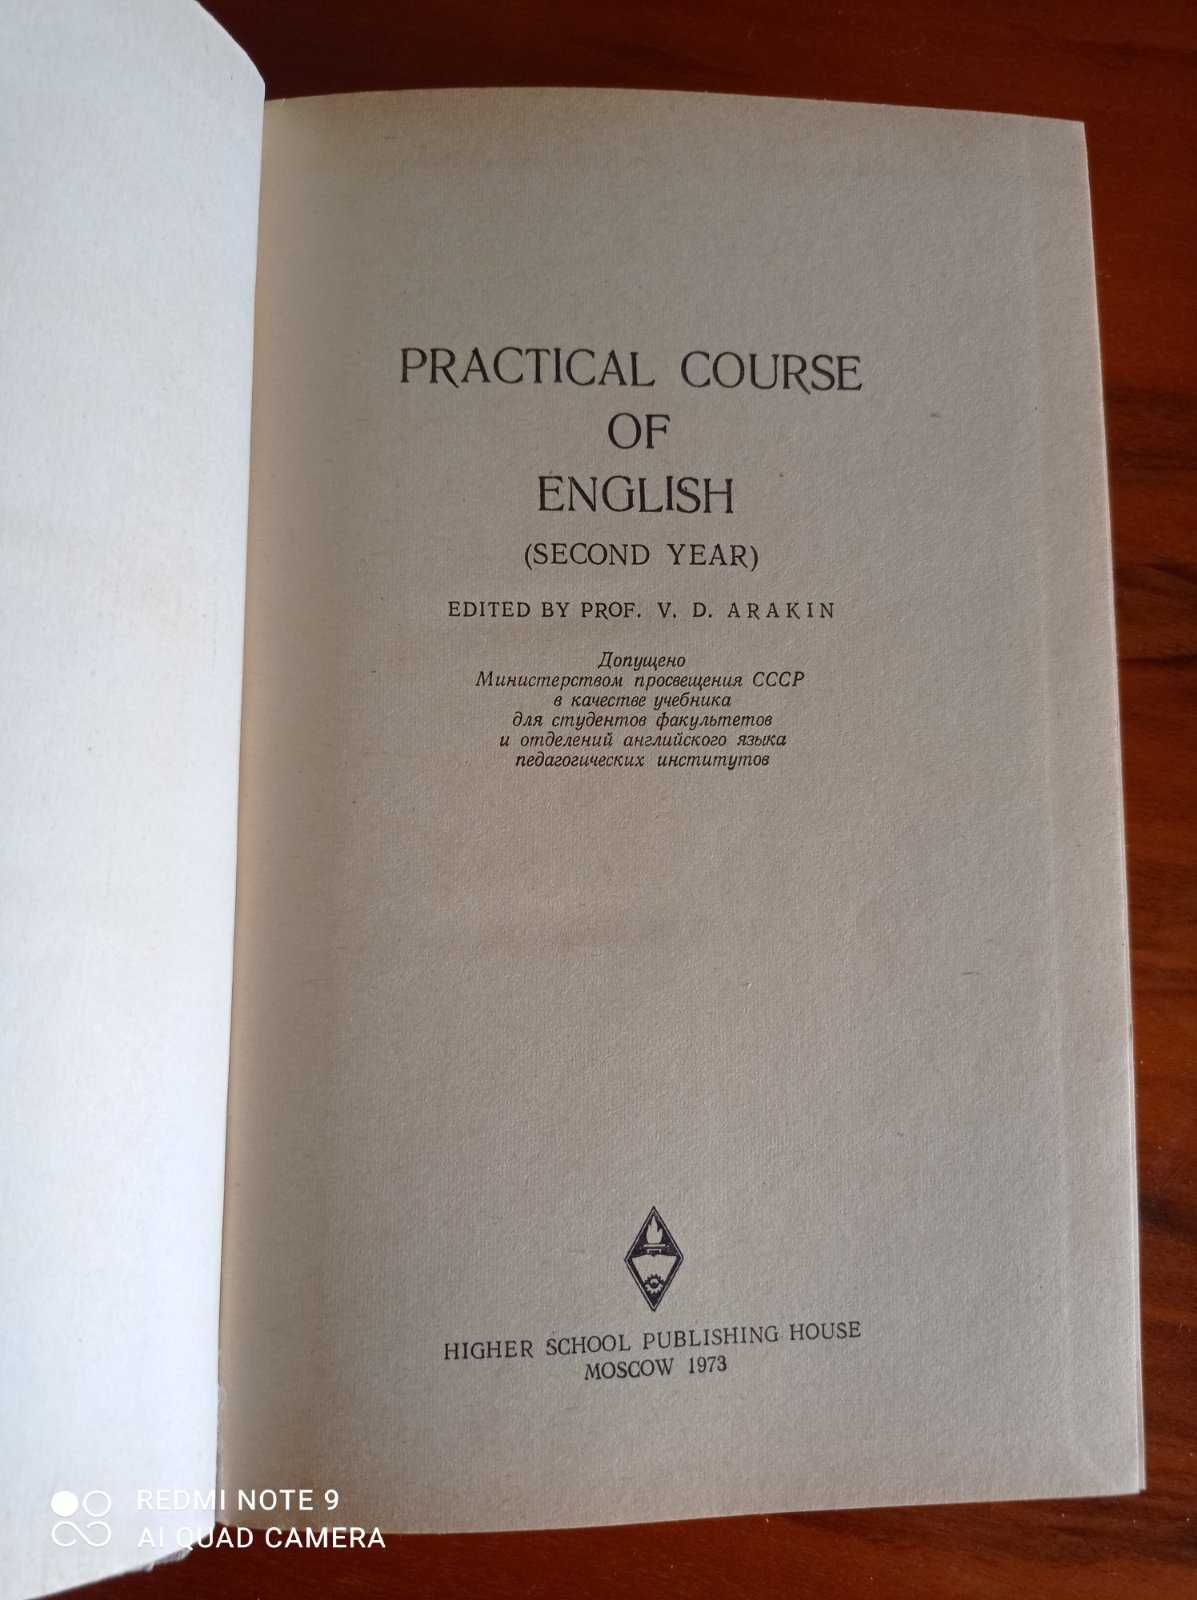 PRACTICAL COURSE
OF
ENGLISH
(SECOND YEAR)
EDITED BY PROF. V. D. ARAKIN
Допущено
Министерством просвещения СССР
в качестве учебника
для студентов факультетов
и отделений английского языка
педагогических институтов
HIGHER SCHOOL PUBLISHING HOUSE
MOSCOW 1973
REDMI NOTE 9
AI QUAD CAMERA